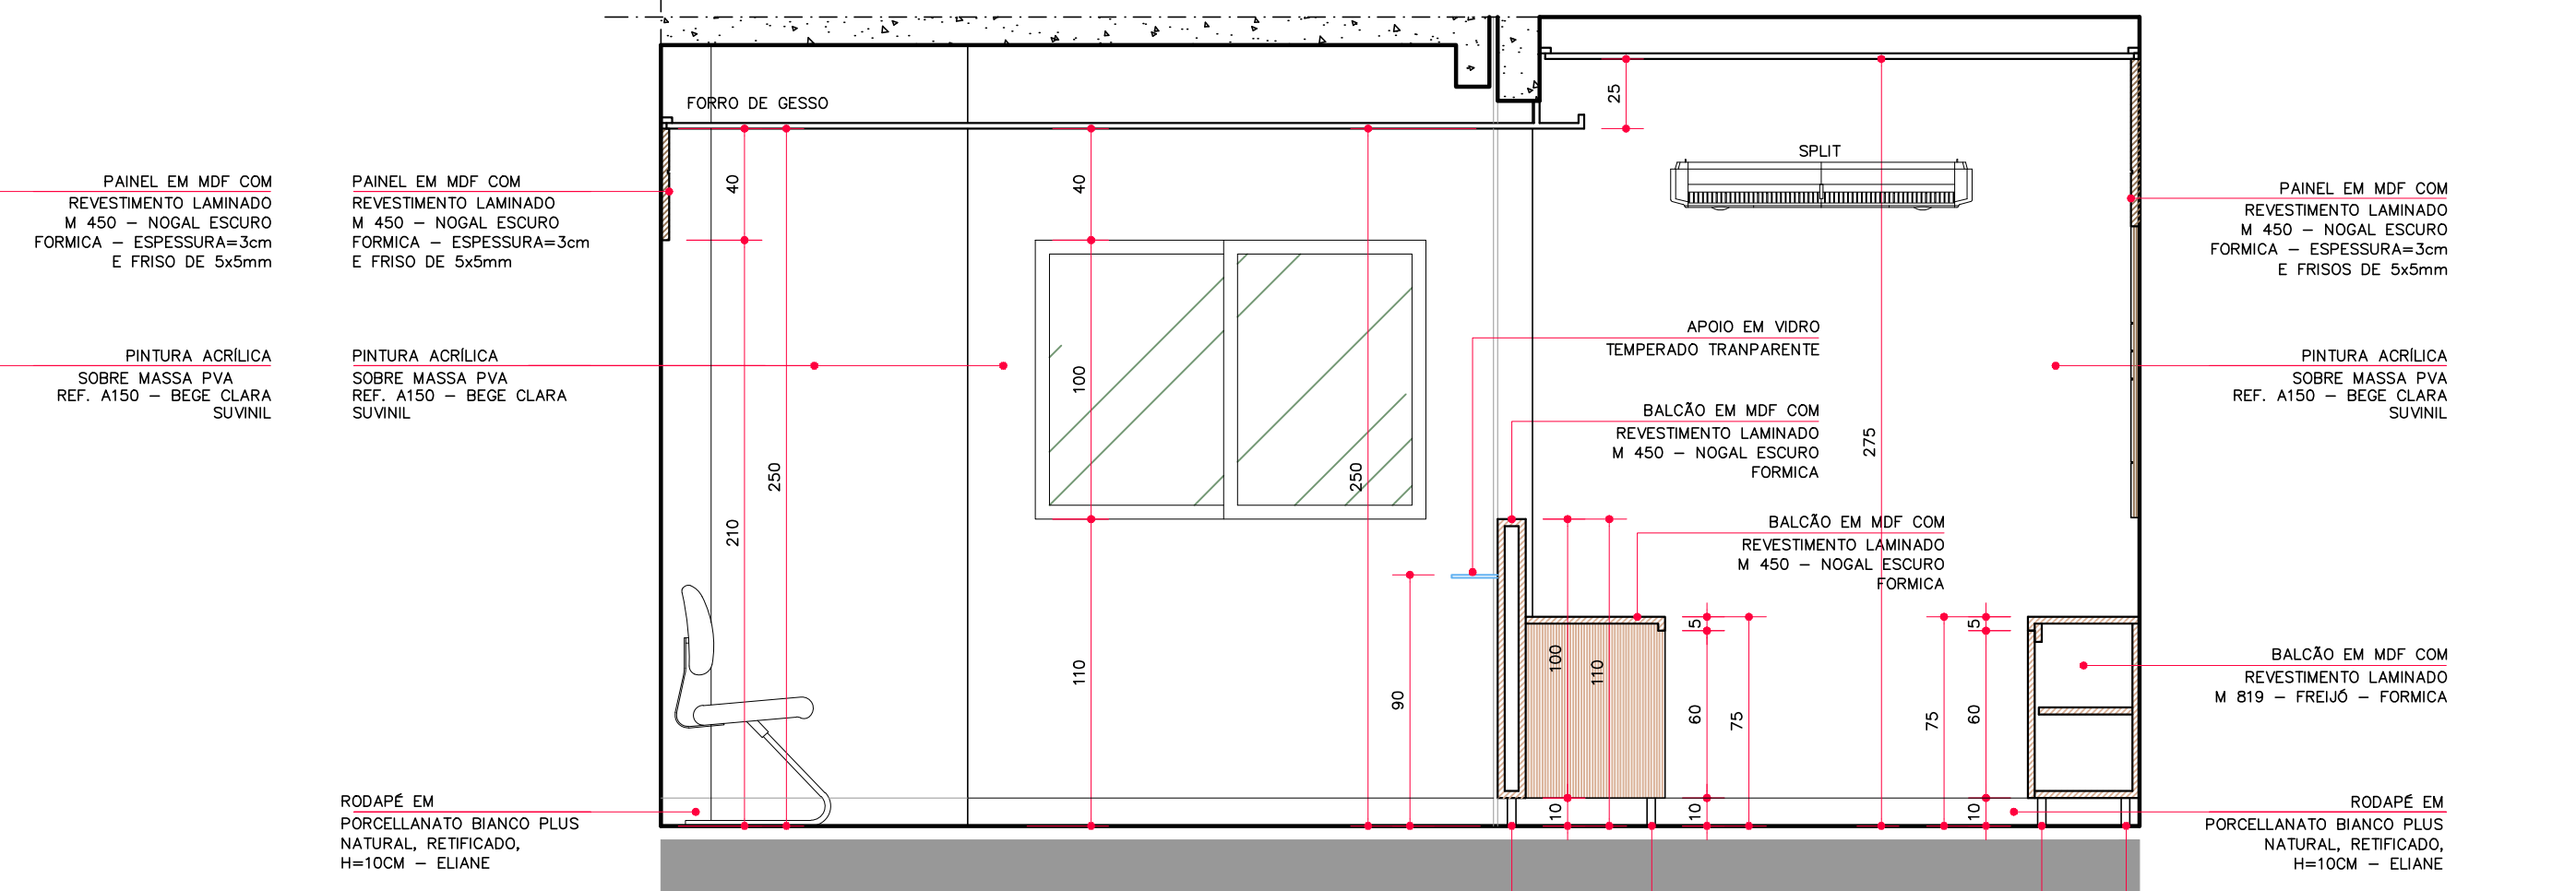 FORRO DE GESSO
PAINEL EM MDF COM
REVESTIMENTO LAMINADO
M 450 – NOGAL ESCURO
FORMICA – ESPESSURA=3cm
E FRISO DE 5x5mm
PINTURA ACRÍLICA
SOBRE MASSA PVA
REF. A150 – BEGE CLARA
SUVINIL
PAINEL EM MDF COM
REVESTIMENTO LAMINADO
M 450 – NOGAL ESCURO
FORMICA – ESPESSURA=3cm
E FRISO DE 5x5mm
PINTURA ACRÍLICA
SOBRE MASSA PVA
REF. A150 – BEGE CLARA
SUVINIL
RODAPÉ EM
PORCELLANATO BIANCO PLUS
NATURAL, RETIFICADO,
H=10CM – ELIANE
40
210
250
40
100
110
250
90
25
SPLIT
275
APOIO EM VIDRO
TEMPERADO TRANPARENTE
BALCÃO EM MDF COM
REVESTIMENTO LAMINADO
M 450 – NOGAL ESCURO
FORMICA
BALCÃO EM MDF COM
REVESTIMENTO LAMINADO
M 450 – NOGAL ESCURO
FORMICA
100
10
110
5
60
10
75
75
5
60
10
PAINEL EM MDF COM
REVESTIMENTO LAMINADO
M 450 – NOGAL ESCURO
FORMICA – ESPESSURA=3cm
E FRISOS DE 5x5mm
PINTURA ACRÍLICA
SOBRE MASSA PVA
REF. A150 – BEGE CLARA
SUVINIL
BALCÃO EM MDF COM
REVESTIMENTO LAMINADO
M 819 – FREIJÓ – FORMICA
RODAPÉ EM
PORCELLANATO BIANCO PLUS
NATURAL, RETIFICADO,
H=10CM – ELIANE